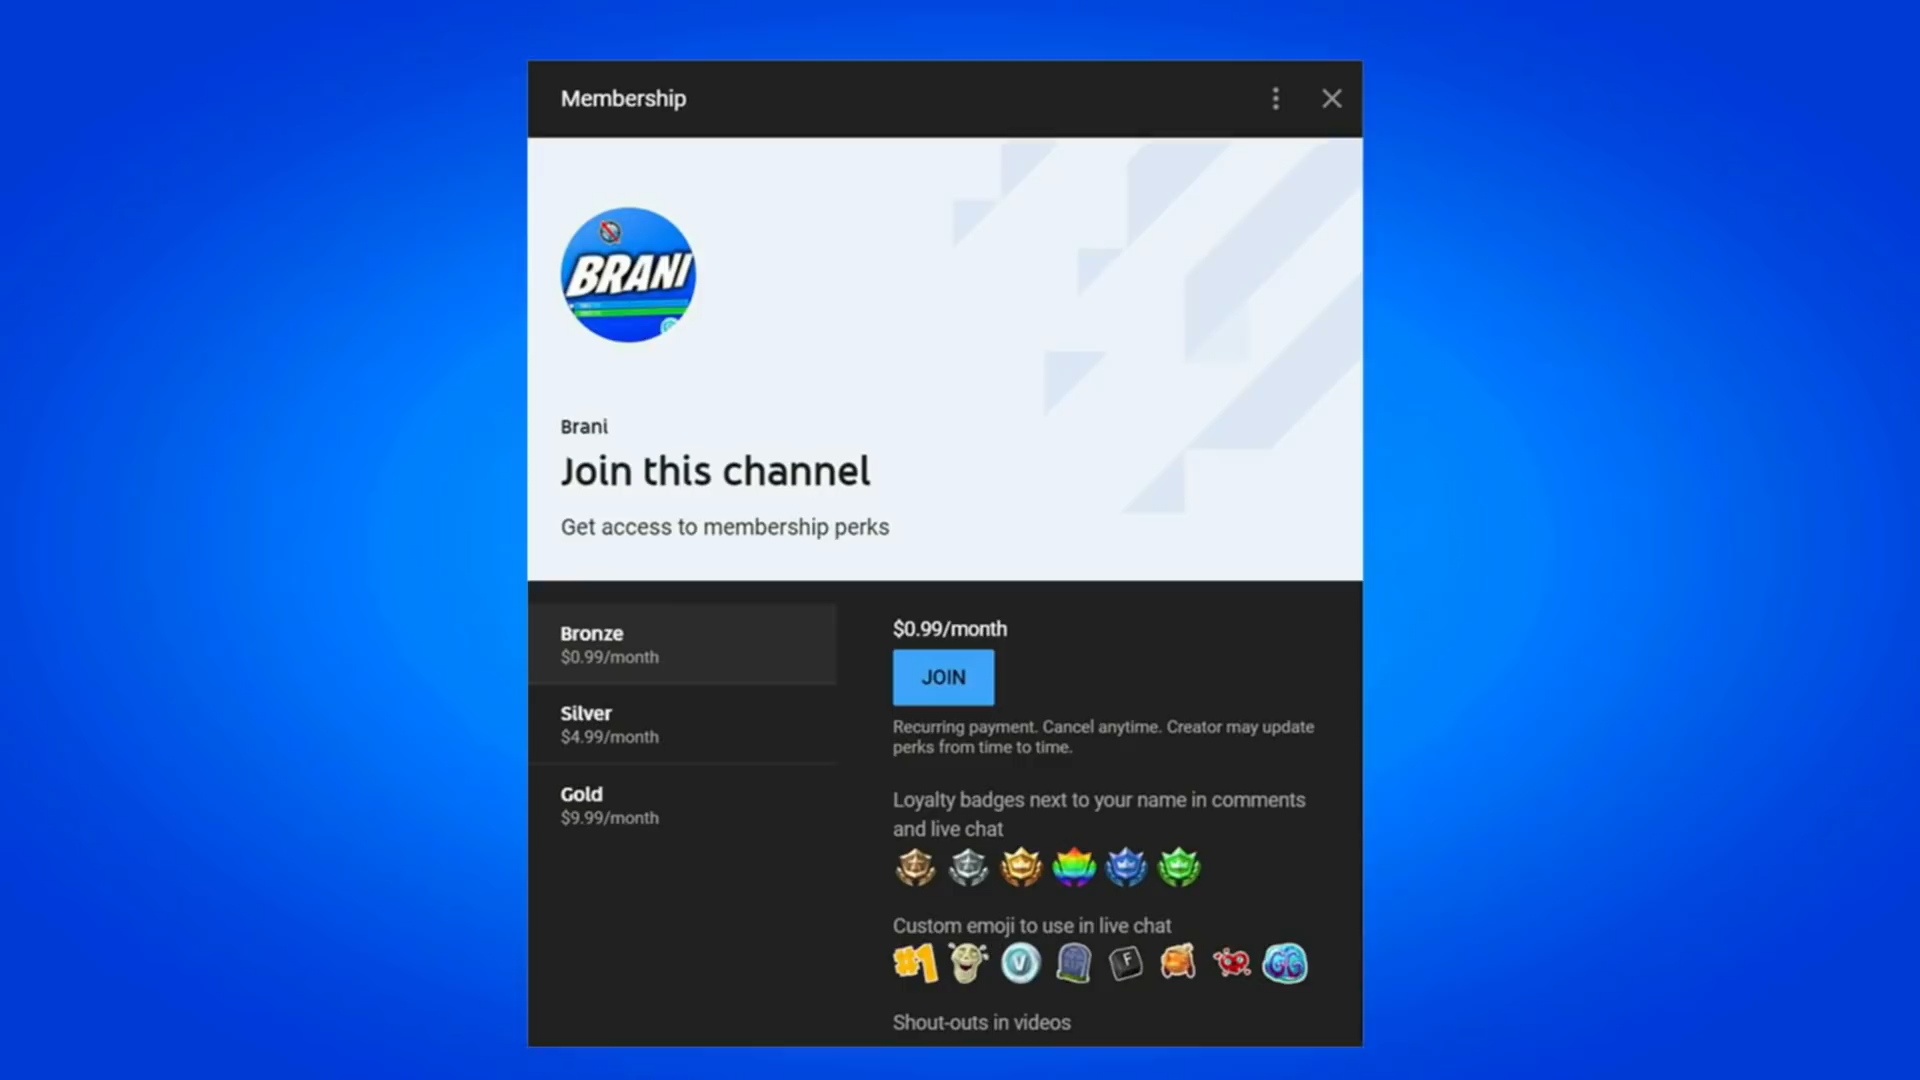 Membership
BRANI
Brani
Join this channel
Get access to membership perks
Bronze
$0.99/month
Silver
$4.99/month
Gold
$9.99/month
$0.99/month
JOIN
Recurring payment. Cancel anytime. Creator may update
perks from time to time.
Loyalty badges next to your name in comments
and live chat
Custom emoji to use in live chat
#1
V
RIP
F
GG
Shout-outs in videos